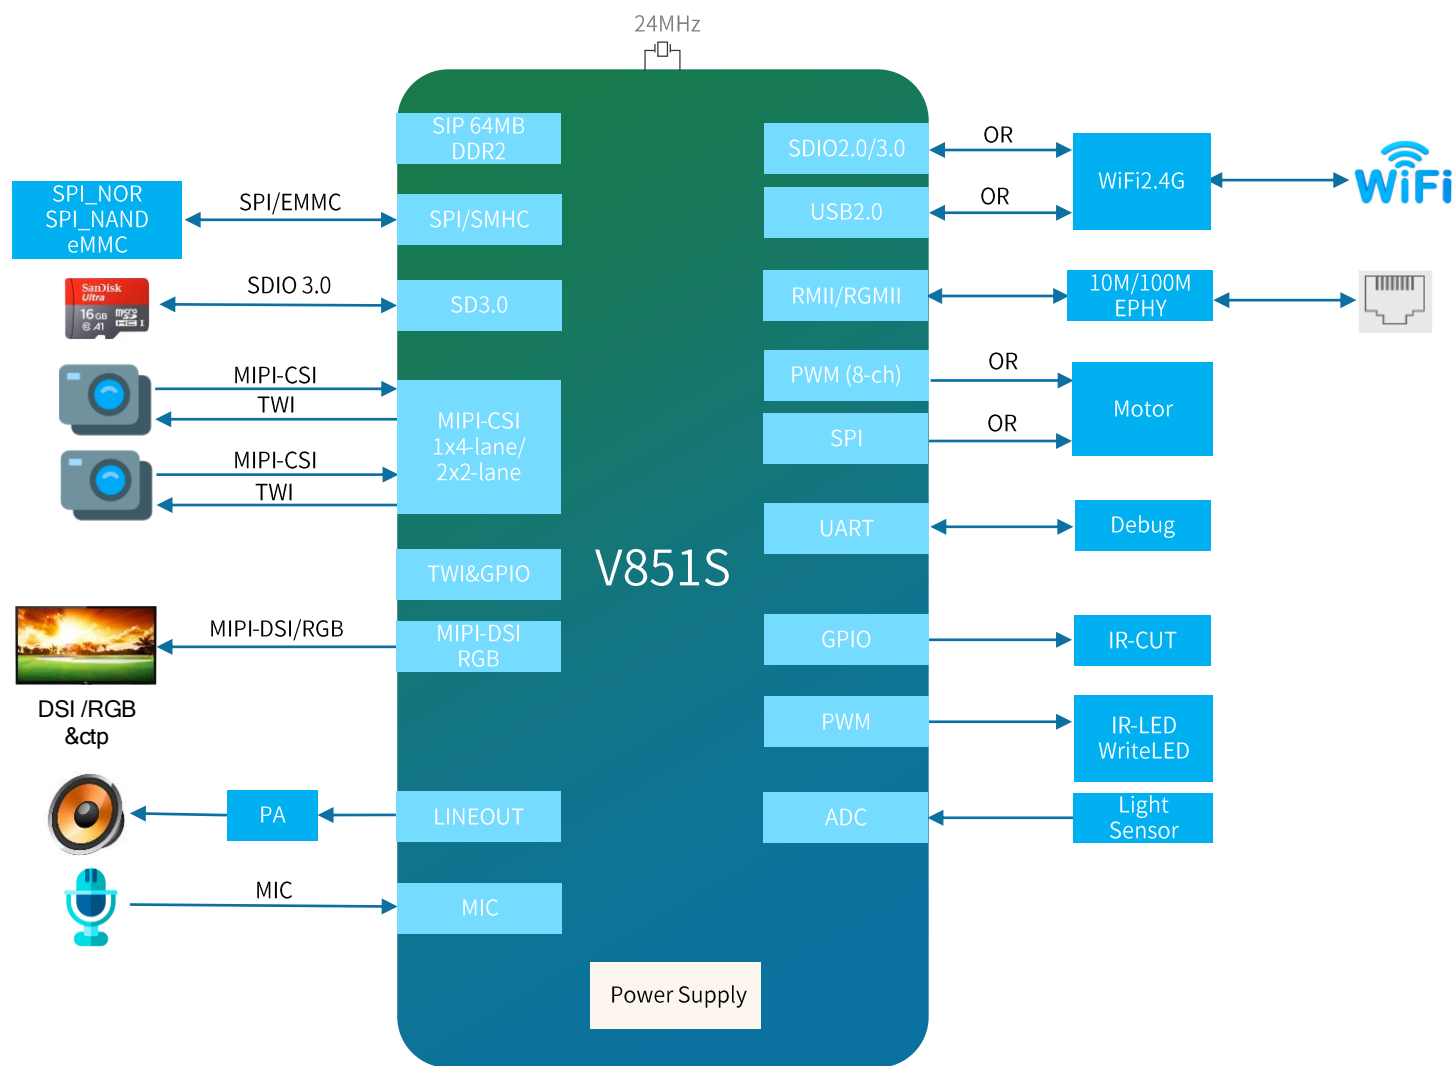 24MHz
SIP 64MB
DDR2
SPI_NOR
SPI_NAND
eMMC
SPI/EMMC
SPI/SMHC
SanDisk
Ultra
16GB
micro
A1
HC I
SDIO 3.0
SD3.0
MIPI-CSI
TWI
MIPI-CSI
TWI
MIPI-CSI
1x4-lane/
2x2-lane
TWI&GPIO
MIPI-DSI/RGB
MIPI-DSI
RGB
DSI /RGB
&ctp
PA
LINEOUT
MIC
MIC
V851S
Power Supply
SDIO2.0/3.0
OR
USB2.0
OR
WiFi2.4G
WiFi
RMII/RGMII
10M/100M
EPHY
PWM (8-ch)
OR
SPI
OR
Motor
UART
Debug
GPIO
IR-CUT
PWM
IR-LED
WriteLED
ADC
Light
Sensor